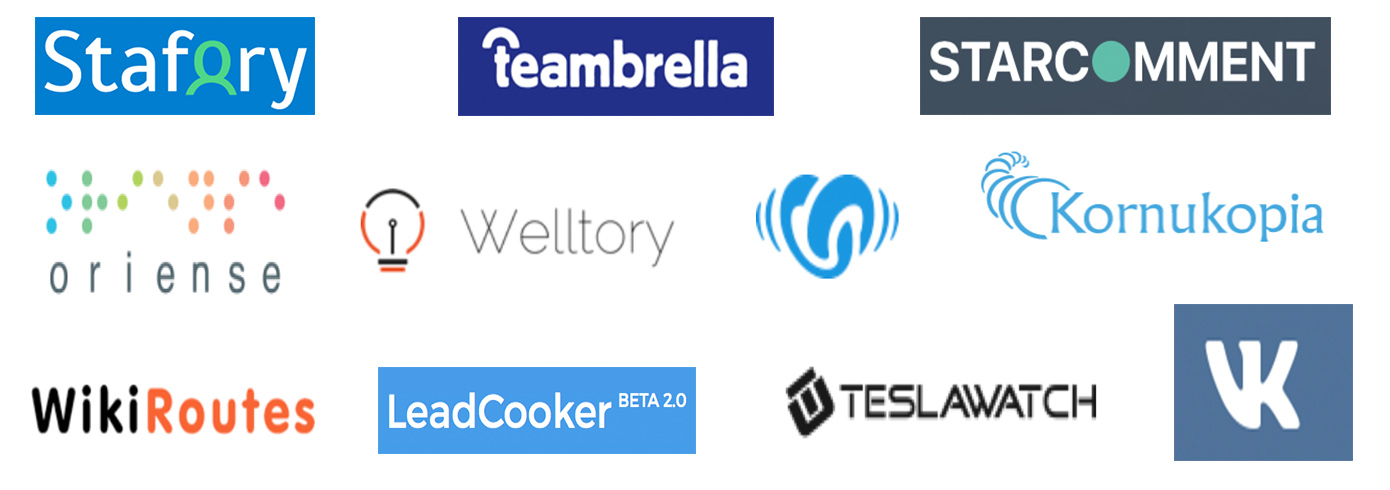 Stafory
teambrella
STARCOMMENT
oriense
Welltory
Kornukopia
WikiRoutes
LeadCooker BETA 2.0
TESLAWATCH
VK